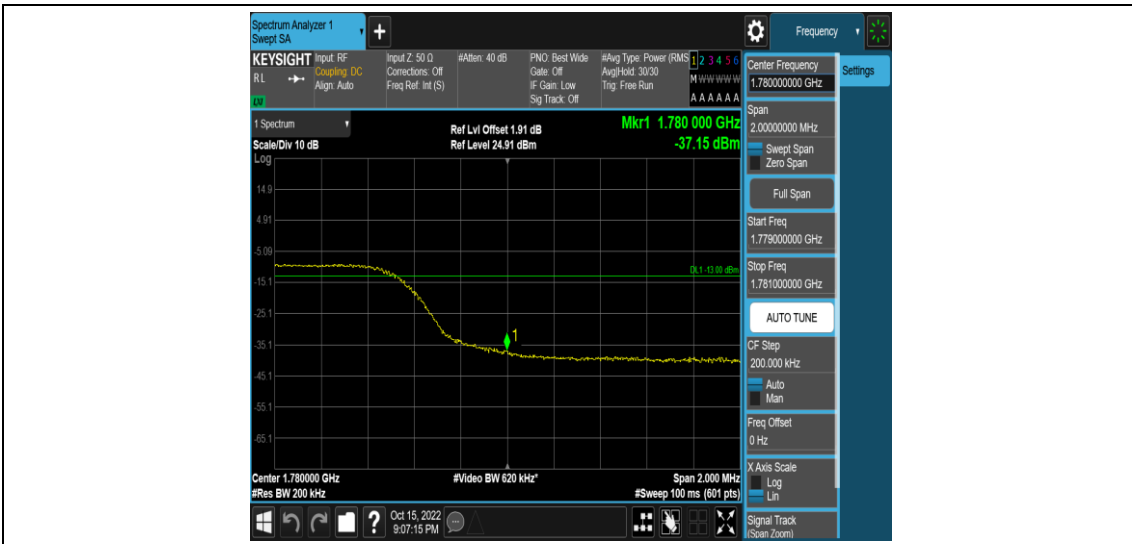 Spectrum Analyzer 1
Swept SA
Frequency
KEYSIGHT
RL
LXI
Input: RF
Coupling: DC
Align: Auto
Input Z: 50 Ω
Corrections: Off
Freq Ref: Int (S)
#Atten: 40 dB
PNO: Best Wide
Gate: Off
IF Gain: Low
Sig Track: Off
#Avg Type: Power (RMS
Avg|Hold: 30/30
Trig: Free Run
1 2 3 4 5 6
M W W W W W
A A A A A A
Center Frequency
1.780000000 GHz
Settings
Span
2.00000000 MHz
Swept Span
Zero Span
Full Span
Start Freq
1.779000000 GHz
Stop Freq
1.781000000 GHz
AUTO TUNE
CF Step
200.000 kHz
Auto
Man
Freq Offset
0 Hz
X Axis Scale
Log
Lin
Signal Track
(Span Zoom)
1 Spectrum
Scale/Div 10 dB
Log
Ref Lvl Offset 1.91 dB
Ref Level 24.91 dBm
Mkr1 1.780 000 GHz
-37.15 dBm
14.9
4.91
-5.09
DL1 -13.00 dBm
-15.1
-25.1
1
-35.1
-45.1
-55.1
-65.1
Center 1.780000 GHz
#Video BW 620 kHz*
Span 2.000 MHz
#Res BW 200 kHz
#Sweep 100 ms (601 pts)
?
Oct 15, 2022
9:07:15 PM